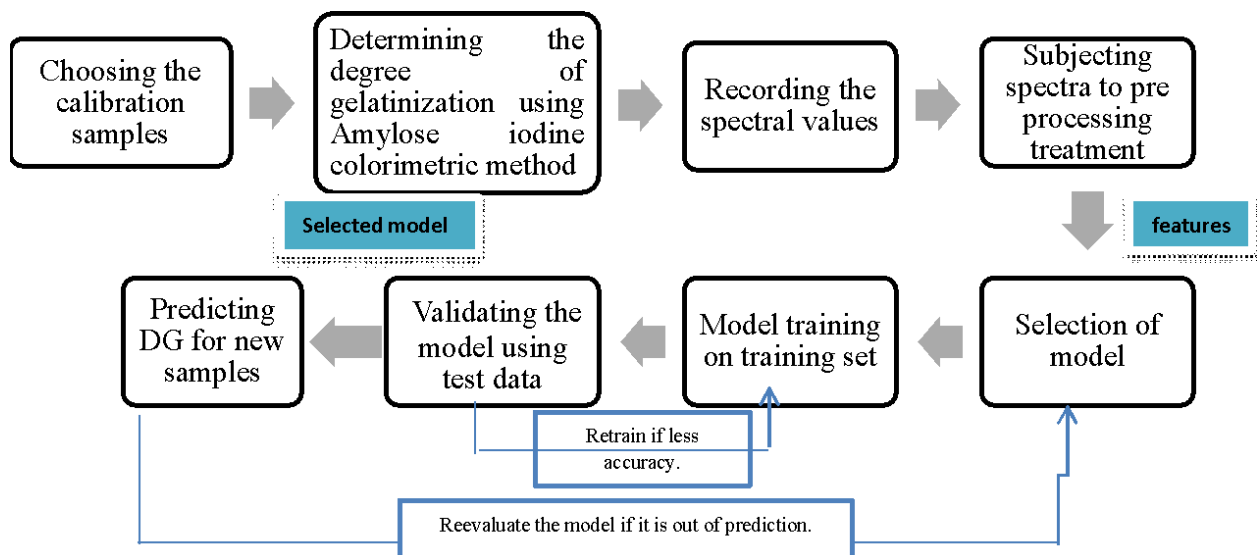 Choosing the
calibration
samples
Determining the
degree of
gelatinization using
Amylose iodine
colorimetric method
Recording the
spectral values
Subjecting
spectra to pre
processing
treatment
Selected model
features
Predicting
DG for new
samples
Validating the
model using
test data
Model training
on training set
Selection of
model
Retrain if less
accuracy.
Reevaluate the model if it is out of prediction.